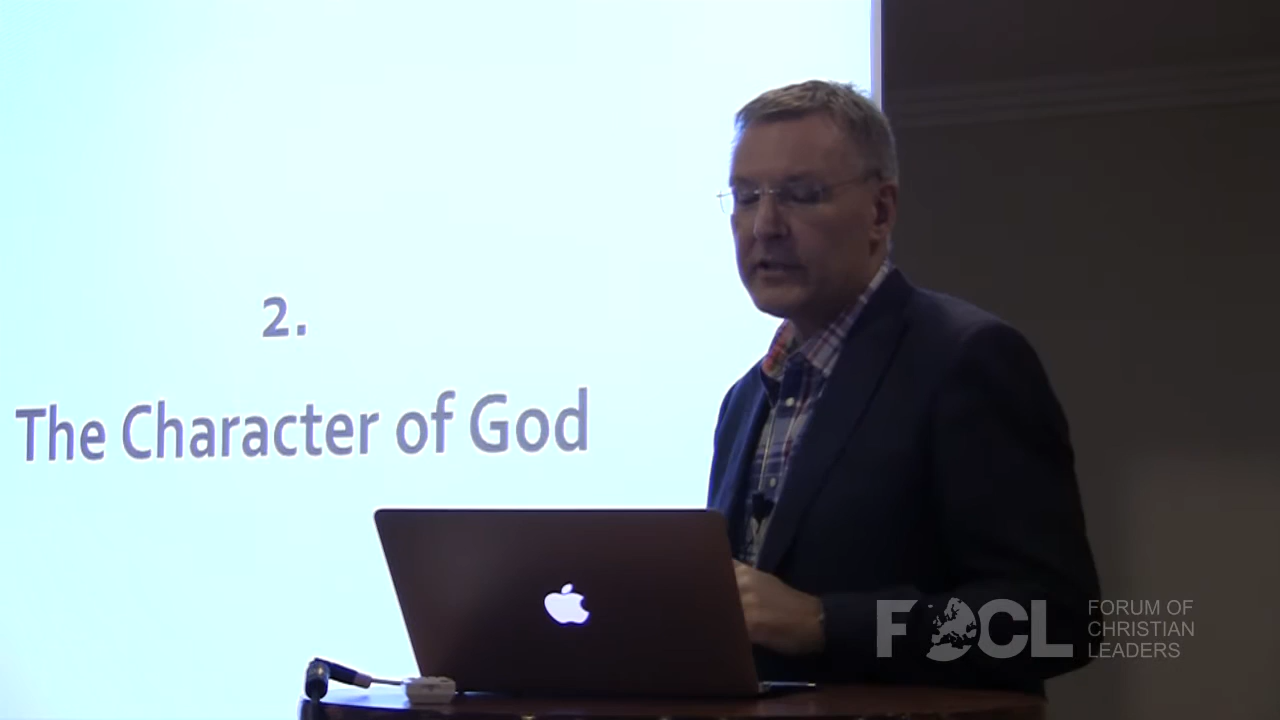 2.
The Character of God
FOCL
FORUM OF
CHRISTIAN
LEADERS